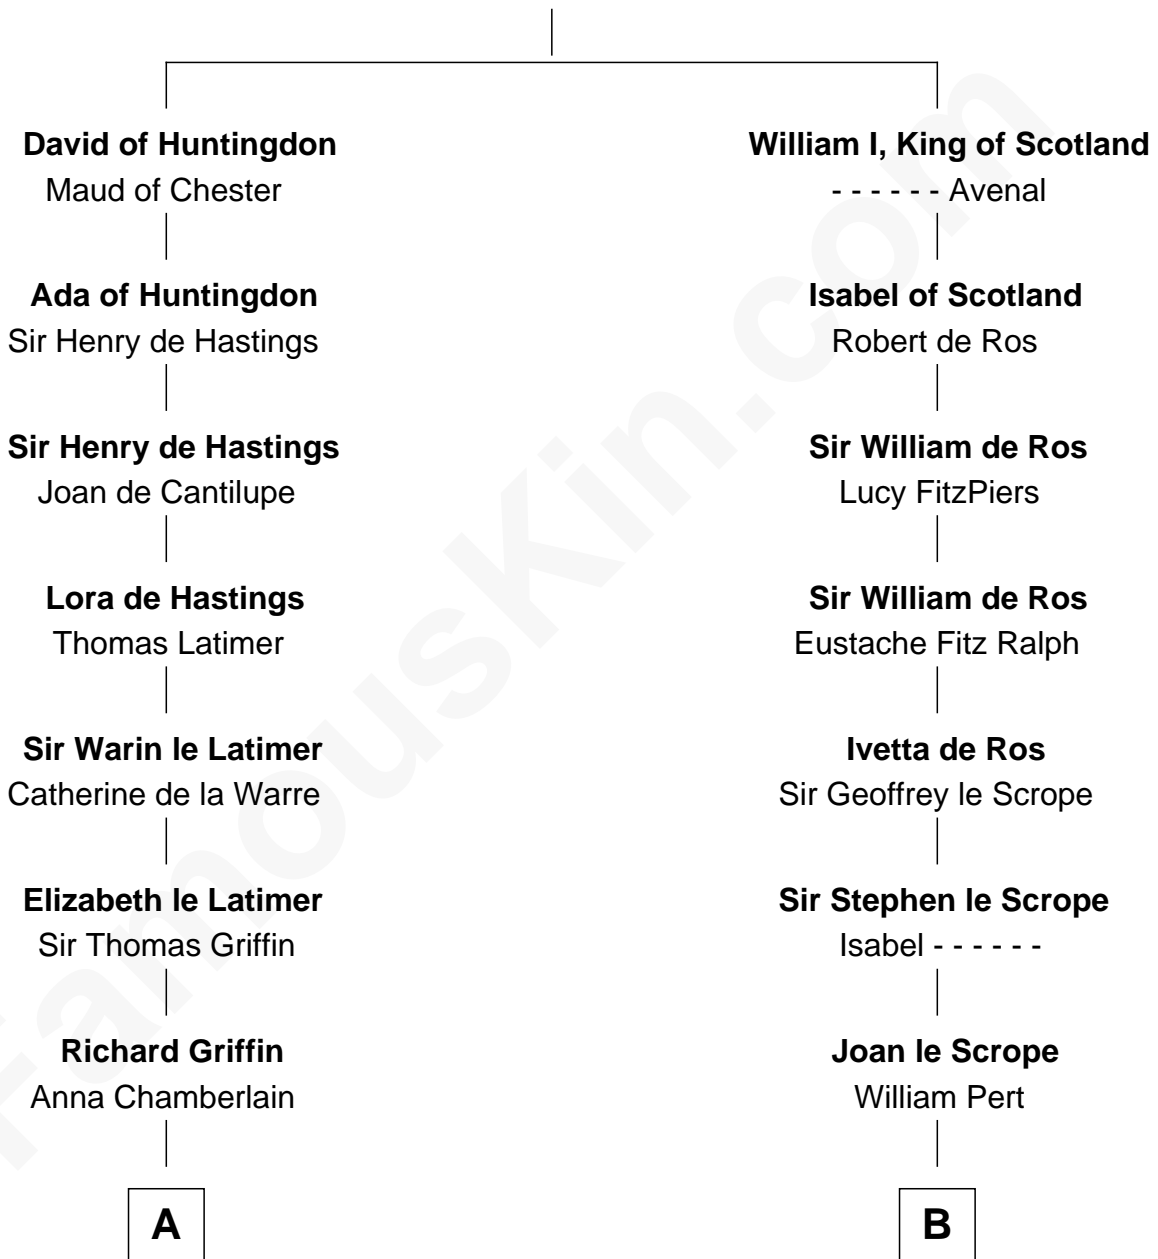 David of Huntingdon
Maud of Chester
Ada of Huntingdon
Sir Henry de Hastings
Sir Henry de Hastings
Joan de Cantilupe
Lora de Hastings
Thomas Latimer
Sir Warin le Latimer
Catherine de la Warre
Elizabeth le Latimer
Sir Thomas Griffin
Richard Griffin
Anna Chamberlain
A
William I, King of Scotland
- - - - - - Avenal
Isabel of Scotland
Robert de Ros
Sir William de Ros
Lucy FitzPiers
Sir William de Ros
Eustache Fitz Ralph
Ivetta de Ros
Sir Geoffrey le Scrope
Sir Stephen le Scrope
Isabel - - - - - -
Joan le Scrope
William Pert
B
FamousKin.com